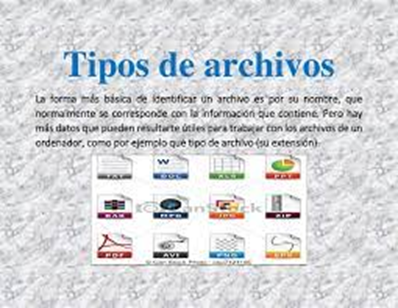 Tipos de archivos
La forma más básica de identificar un archivo es por su nombre, que
normalmente se corresponde con la información que contiene. Pero hay
más datos que pueden resultarte útiles para trabajar con los archivos de un
ordenador, como por ejemplo qué tipo de archivo (su extensión)
TXT DOC XLS PPT
RAR MPG JPG ZIP
PDF AVI PNG EPS